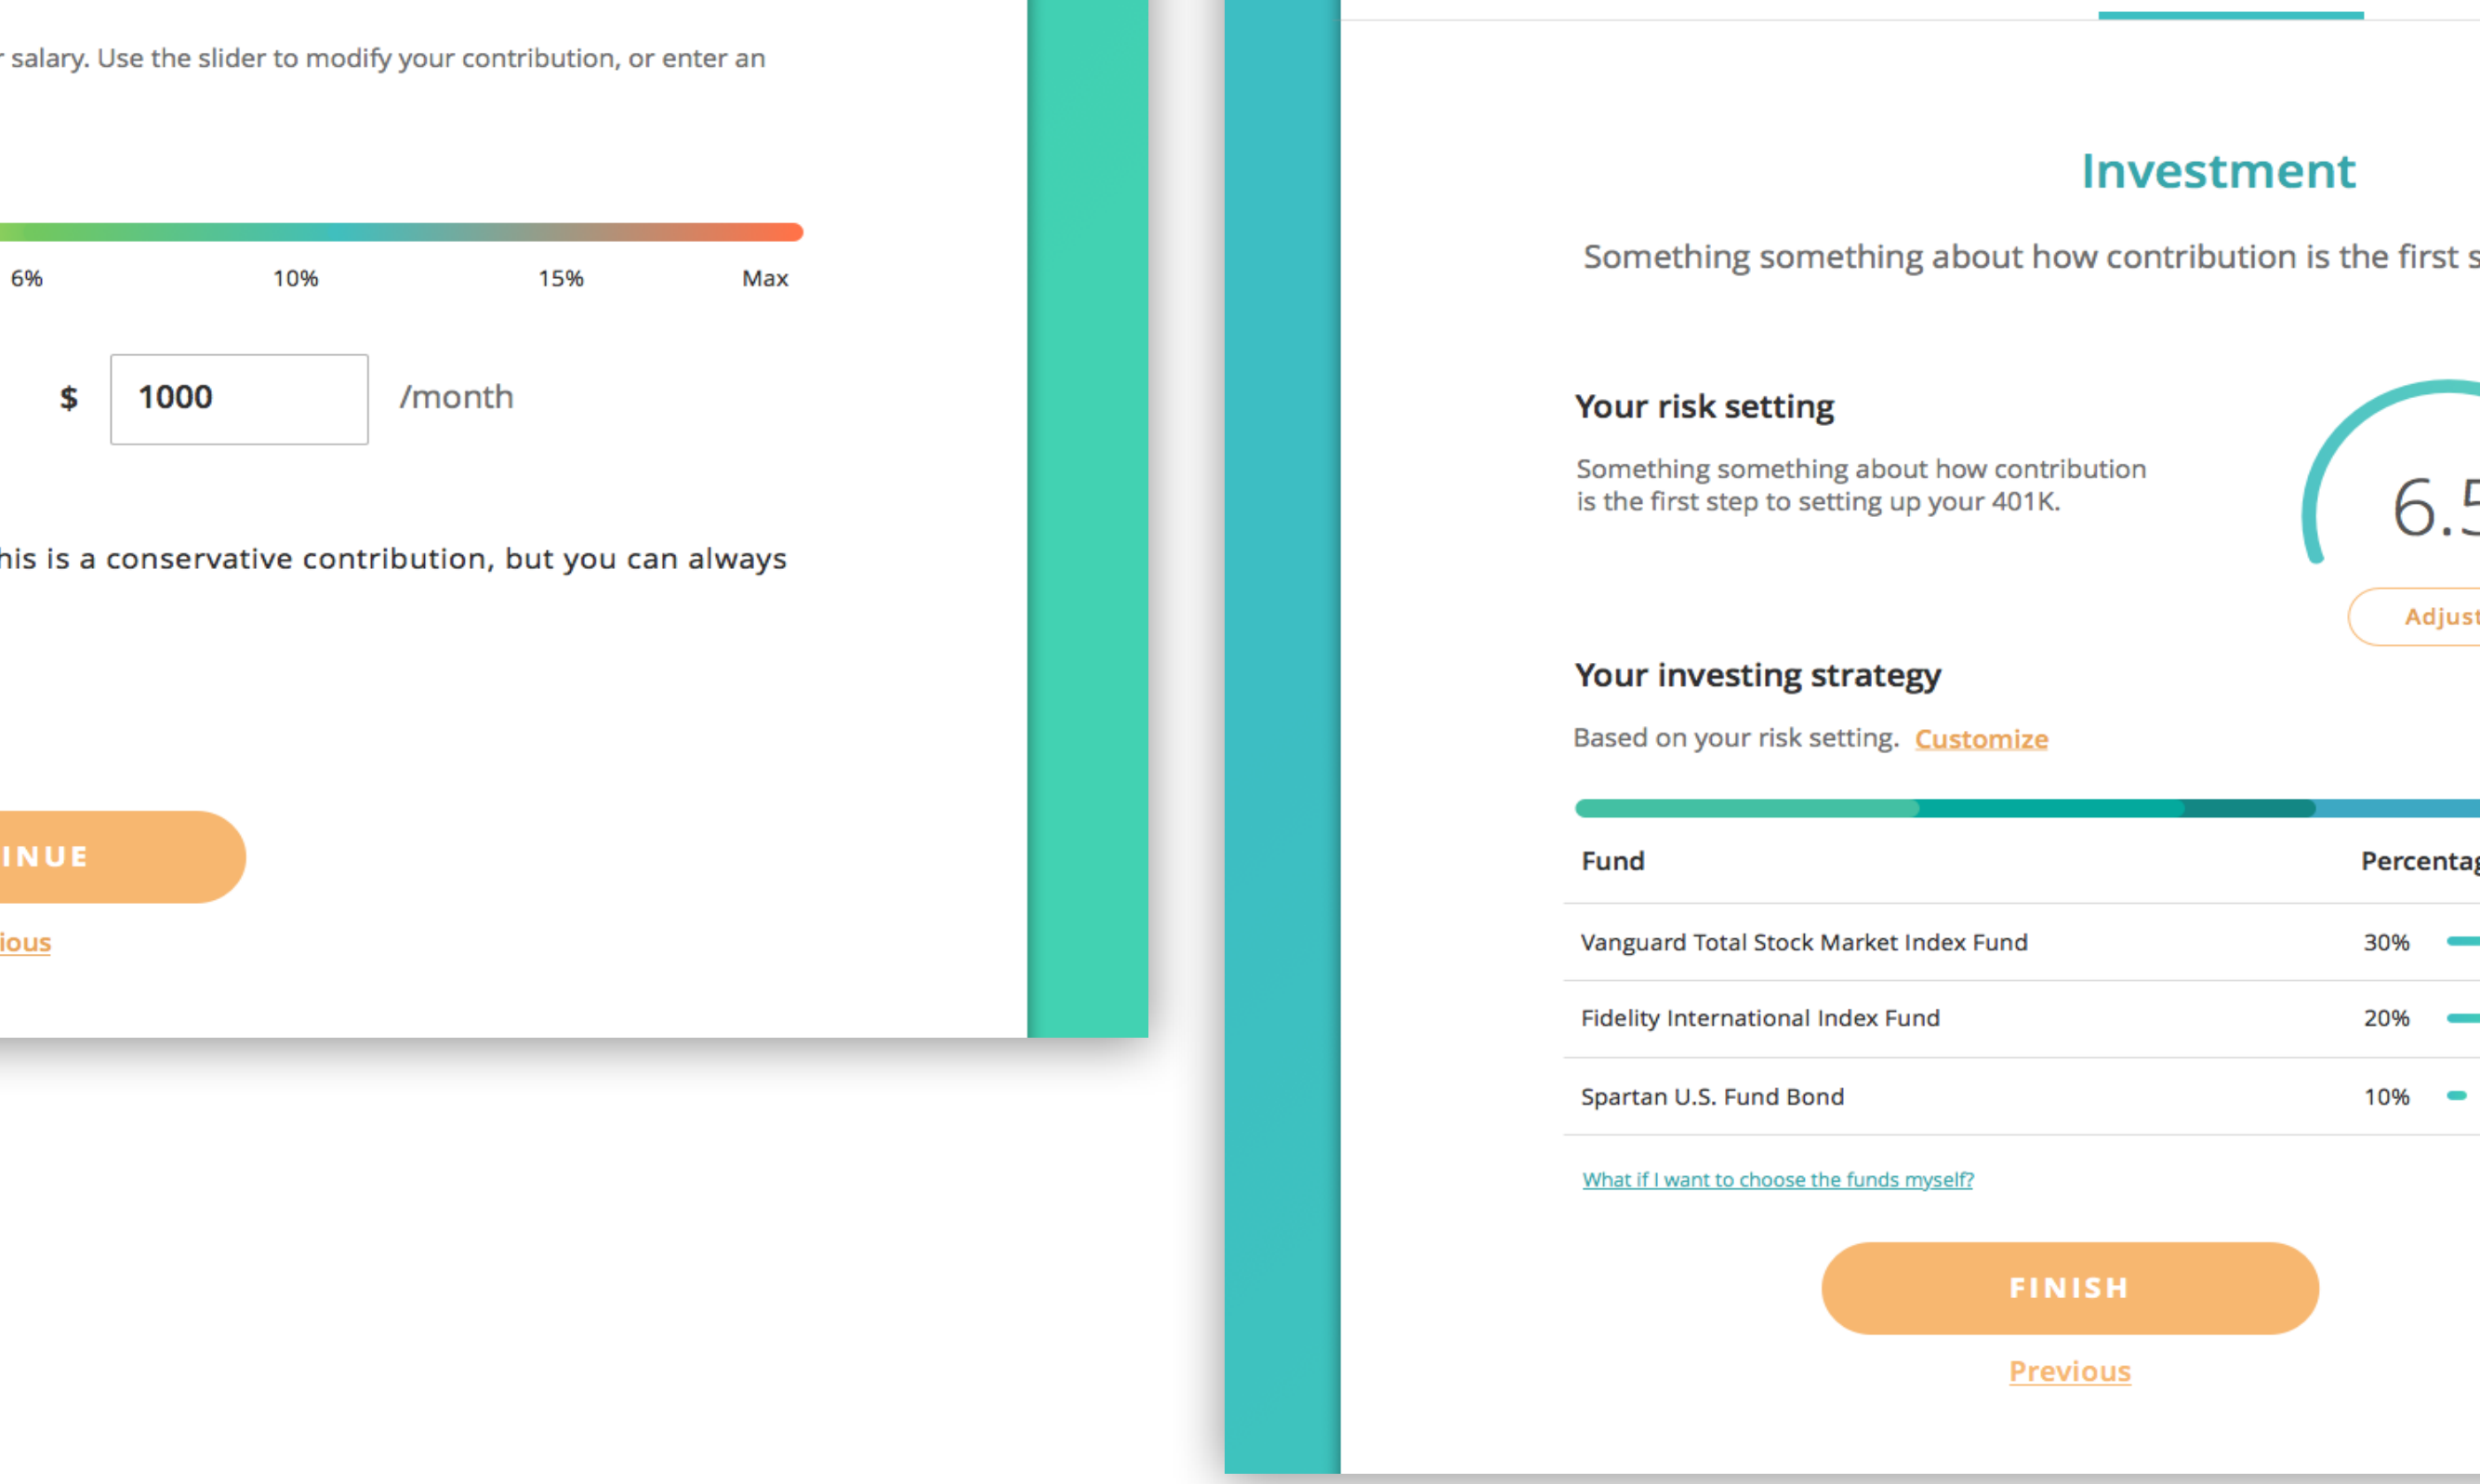 salary. Use the slider to modify your contribution, or enter an
6% 10% 15% Max
$ 1000 /month
is a conservative contribution, but you can always
Investment
Something something about how contribution is the first
Your risk setting
Something something about how contribution
is the first step to setting up your 401K.
6.5
Adjust
Your investing strategy
Based on your risk setting. Customize
Fund
Vanguard Total Stock Market Index Fund 30%
Fidelity International Index Fund 20%
Spartan U.S. Fund Bond 10%
What if I want to choose the funds myself?
FINISH
Previous